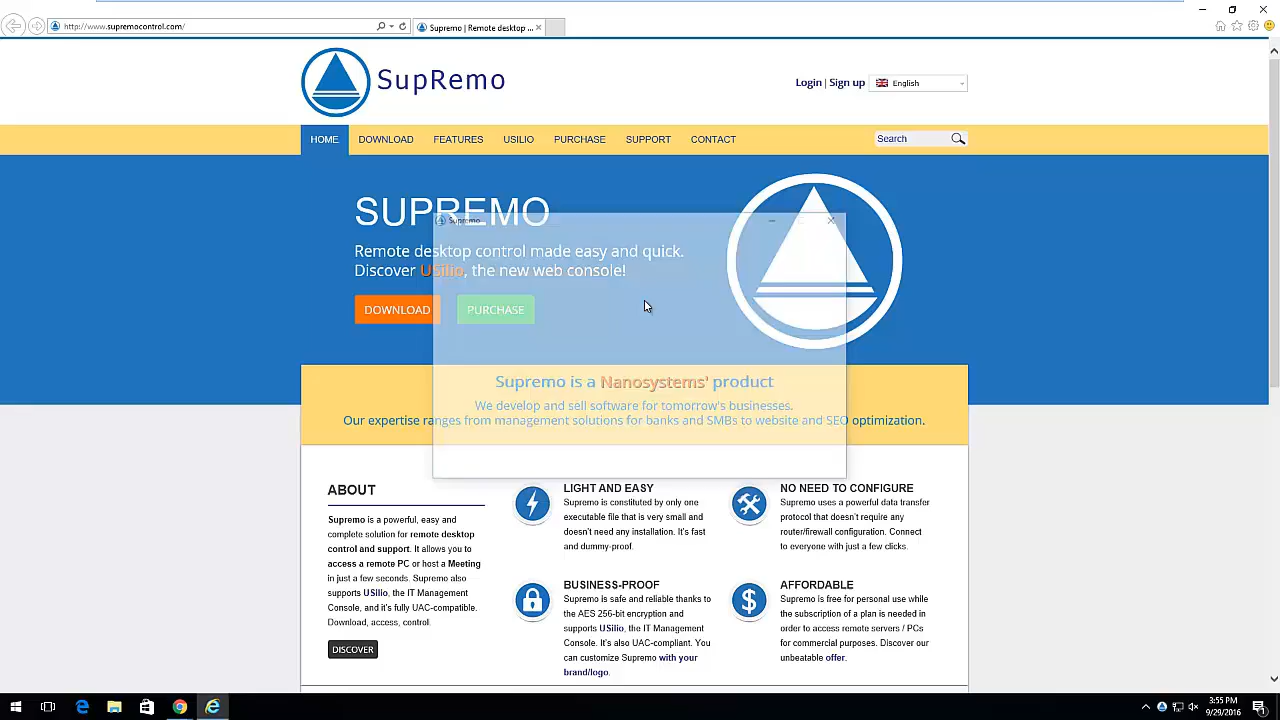 http://www.supremocontrol.com/
Supremo | Remote desktop ...
SupRemo
Login | Sign up
English
HOME DOWNLOAD FEATURES USILIO PURCHASE SUPPORT CONTACT
Search
SUPREMO
Supremo
Remote desktop control made easy and quick.
Discover USilio, the new web console!
DOWNLOAD PURCHASE
Supremo is a Nanosystems' product
We develop and sell software for tomorrow's businesses.
Our expertise ranges from management solutions for banks and SMBs to website and SEO optimization.
ABOUT
Supremo is a powerful, easy and
complete solution for remote desktop
control and support. It allows you to
access a remote PC or host a Meeting
in just a few seconds. Supremo also
supports USilio, the IT Management
Console, and it's fully UAC-compatible.
Download, access, control.
DISCOVER
LIGHT AND EASY
Supremo is constituted by only one
executable file that is very small and
doesn't need any installation. It's fast
and dummy-proof.
NO NEED TO CONFIGURE
Supremo uses a powerful data transfer
protocol that doesn't require any
router/firewall configuration. Connect
to everyone with just a few clicks.
BUSINESS-PROOF
Supremo is safe and reliable thanks to
the AES 256-bit encryption and
supports USilio, the IT Management
Console. It's also UAC-compliant. You
can customize Supremo with your
brand/logo.
AFFORDABLE
Supremo is free for personal use while
the subscription of a plan is needed in
order to access remote servers / PCs
for commercial purposes. Discover our
unbeatable offer.
3:55 PM
9/29/2016